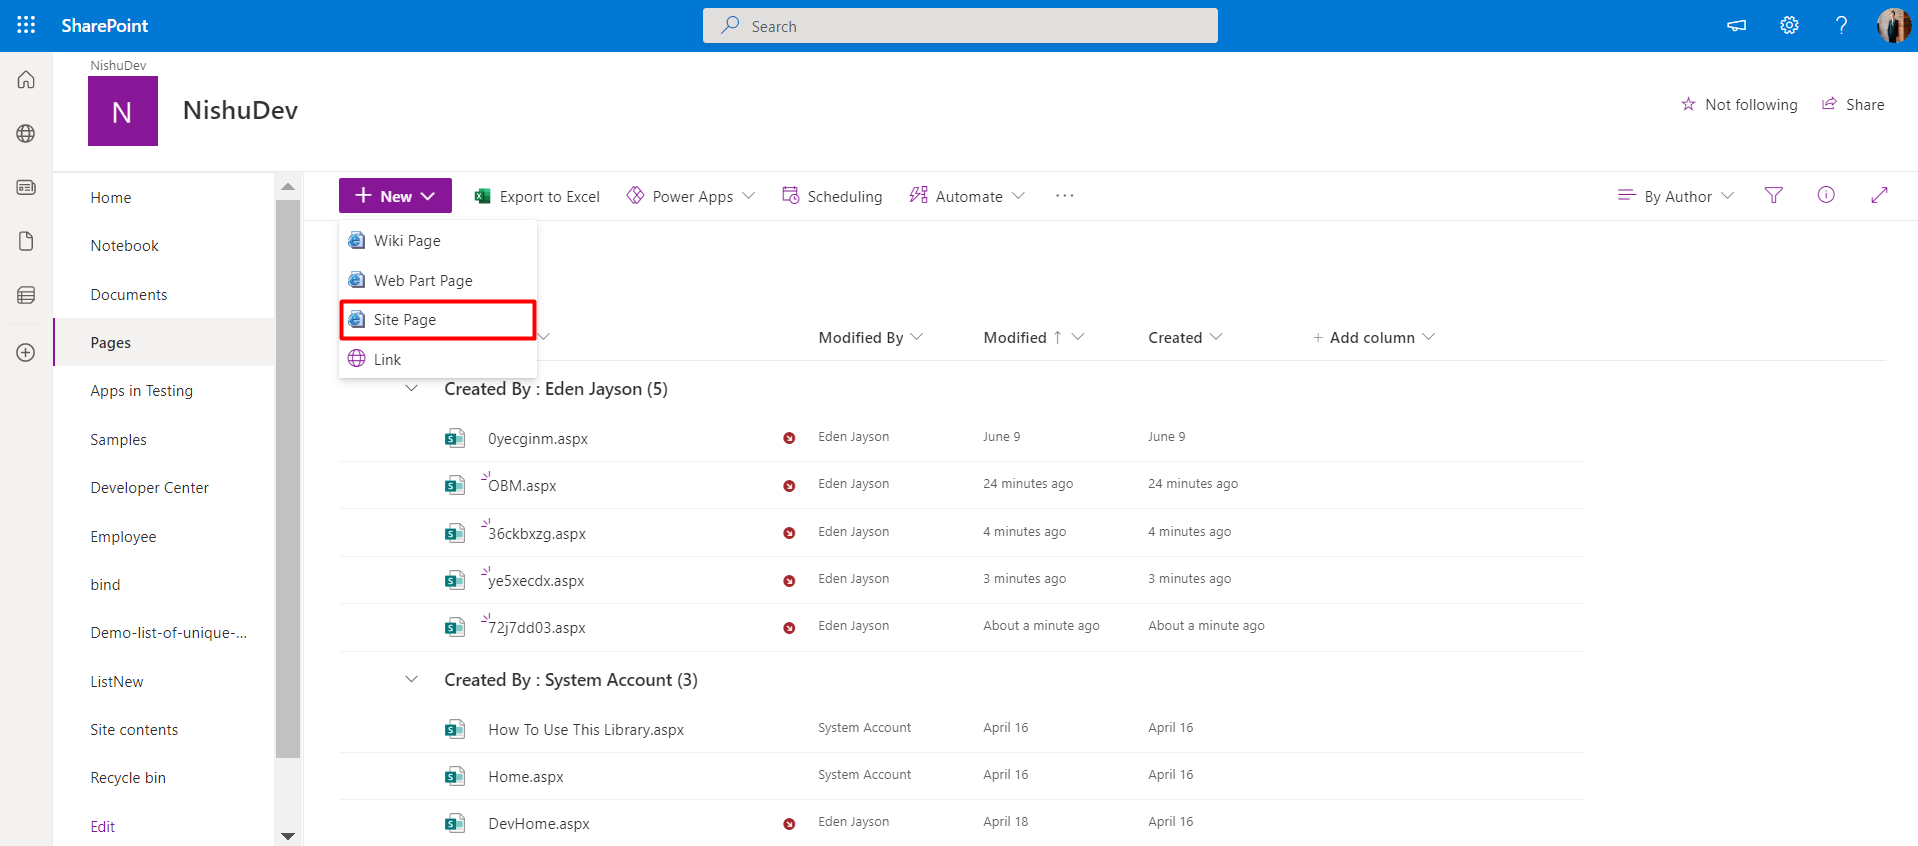 SharePoint
Search
NishuDev
N
NishuDev
Not following
Share
Home
Notebook
Documents
Pages
Apps in Testing
Samples
Developer Center
Employee
bind
Demo-list-of-unique-...
ListNew
Site contents
Recycle bin
Edit
+ New
Export to Excel
Power Apps
Scheduling
Automate
...
By Author
Wiki Page
Web Part Page
Site Page
Link
Modified By
Modified ↑
Created
+ Add column
Created By : Eden Jayson (5)
0yecginm.aspx Eden Jayson June 9 June 9
OBM.aspx Eden Jayson 24 minutes ago 24 minutes ago
36ckbxzg.aspx Eden Jayson 4 minutes ago 4 minutes ago
ye5xecdx.aspx Eden Jayson 3 minutes ago 3 minutes ago
72j7dd03.aspx Eden Jayson About a minute ago About a minute ago
Created By : System Account (3)
How To Use This Library.aspx System Account April 16 April 16
Home.aspx System Account April 16 April 16
DevHome.aspx Eden Jayson April 18 April 16